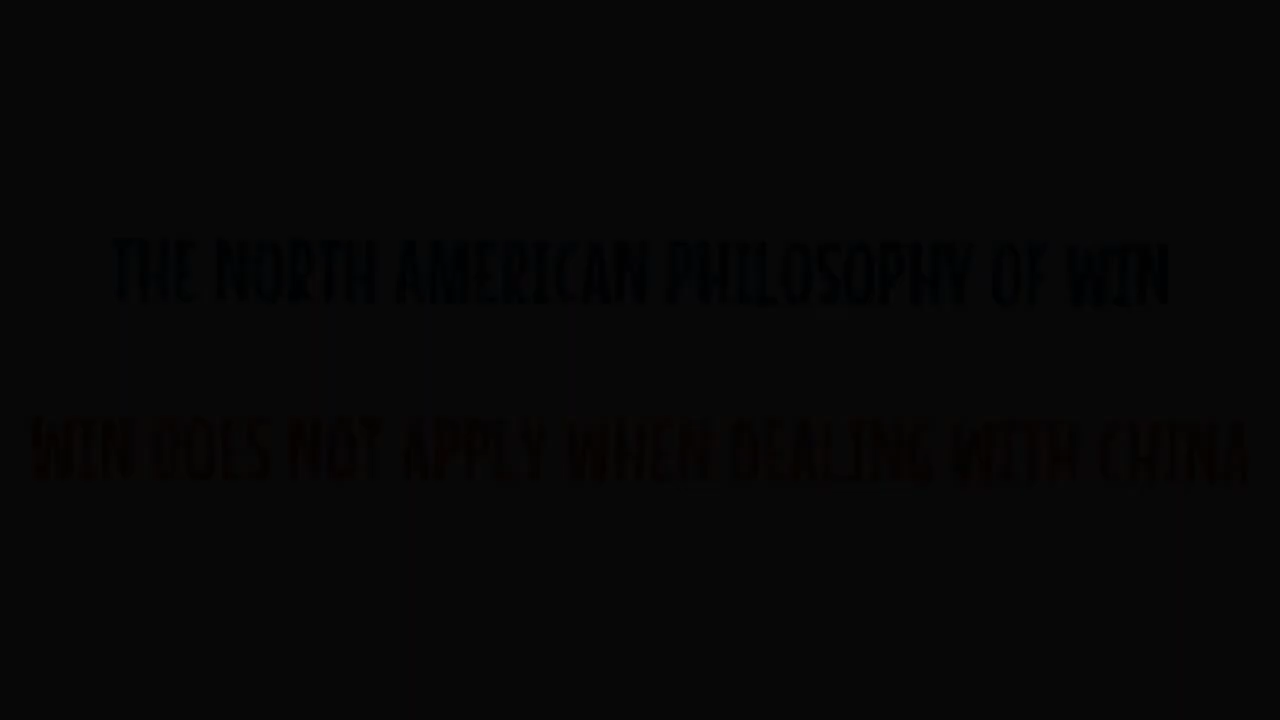 THE NORTH AMERICAN PHILOSOPHY OF WIN
WIN DOES NOT APPLY WHEN DEALING WITH CHINA